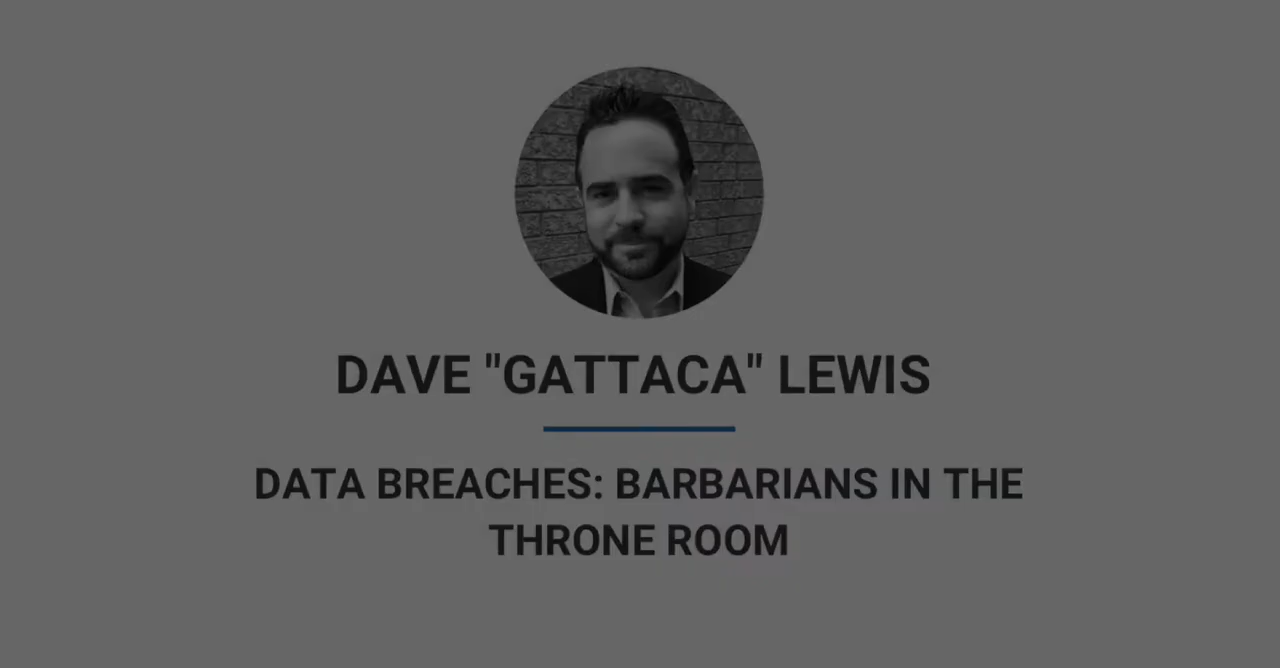 DAVE "GATTACA" LEWIS
DATA BREACHES: BARBARIANS IN THE
THRONE ROOM